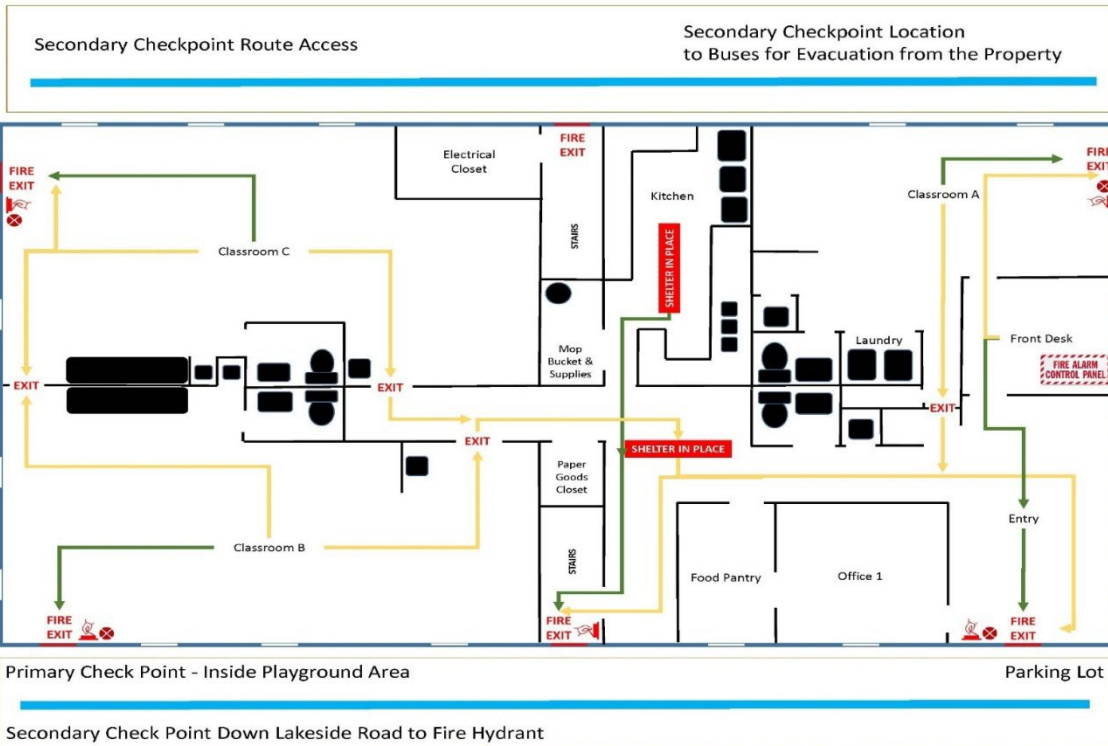 Secondary Checkpoint Route Access
Secondary Checkpoint Location
to Buses for Evacuation from the Property
FIRE
EXIT
Electrical
Closet
FIRE
EXIT
Kitchen
STAIRS
SHELTER IN PLACE
Classroom A
FIRE
EXIT
Classroom C
Mop
Bucket &
Supplies
Laundry
Front Desk
FIRE ALARM
CONTROL PANEL
EXIT
EXIT
EXIT
EXIT
SHELTER IN PLACE
Paper
Goods
Closet
Entry
Classroom B
STAIRS
Food Pantry
Office 1
FIRE
EXIT
FIRE
EXIT
FIRE
EXIT
Primary Check Point - Inside Playground Area
Parking Lot
Secondary Check Point Down Lakeside Road to Fire Hydrant